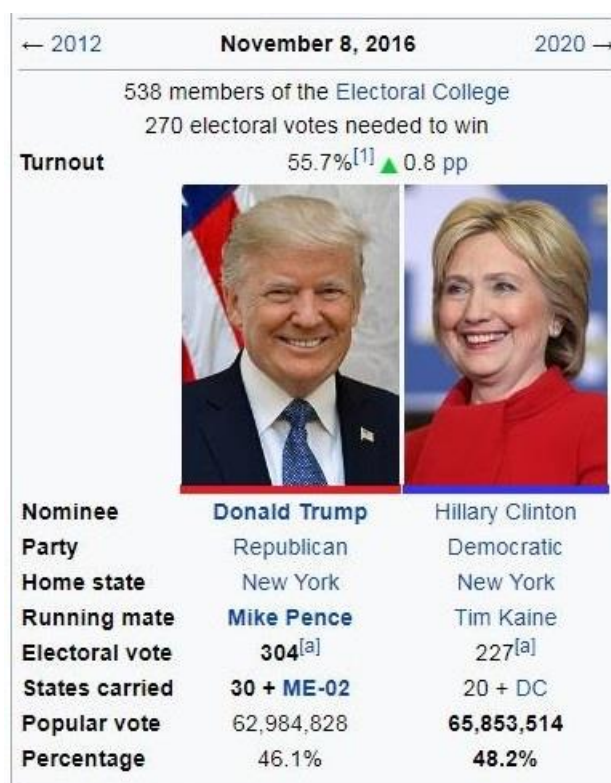 ← 2012 November 8, 2016 2020 →
538 members of the Electoral College
270 electoral votes needed to win
Turnout 55.7%[1] ▲ 0.8 pp
Nominee Donald Trump Hillary Clinton
Party Republican Democratic
Home state New York New York
Running mate Mike Pence Tim Kaine
Electoral vote 304[a] 227[a]
States carried 30 + ME-02 20 + DC
Popular vote 62,984,828 65,853,514
Percentage 46.1% 48.2%